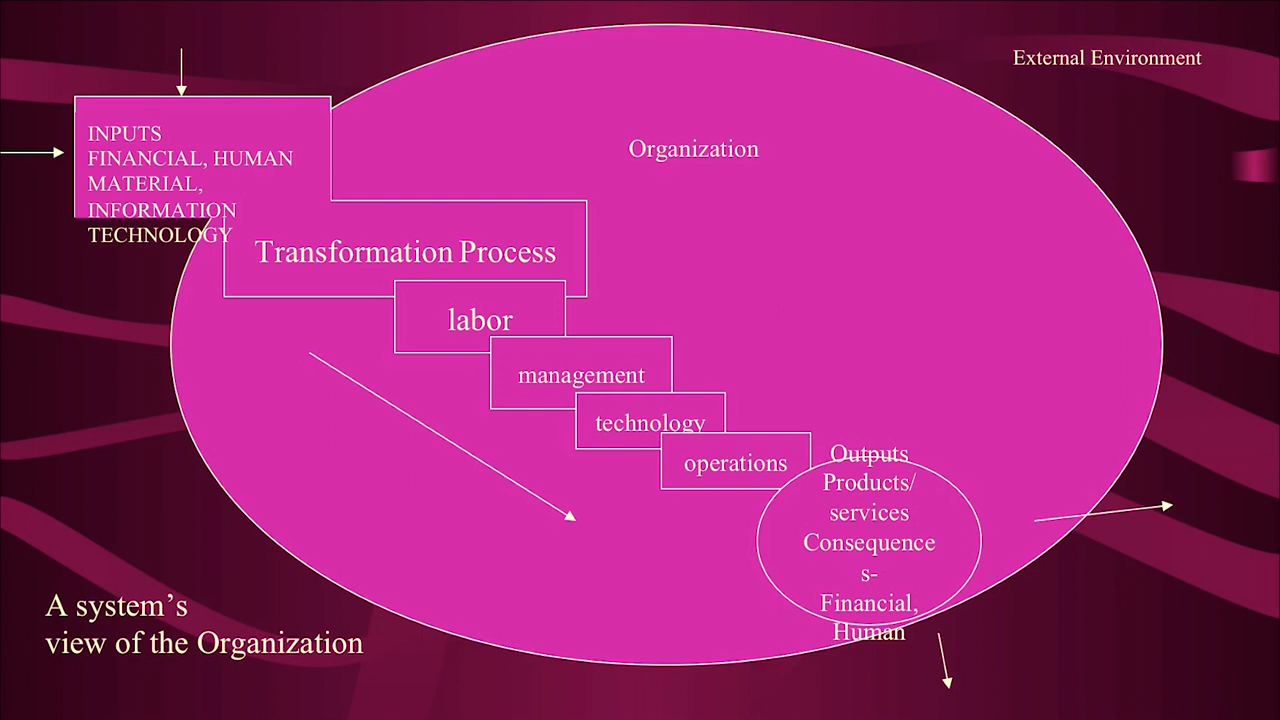 External Environment
INPUTS
FINANCIAL, HUMAN
MATERIAL,
INFORMATION
TECHNOLOGY
Organization
Transformation Process
labor
management
technology
operations
Outputs
Products/
services
Consequence
s-
Financial,
Human
A system’s
view of the Organization